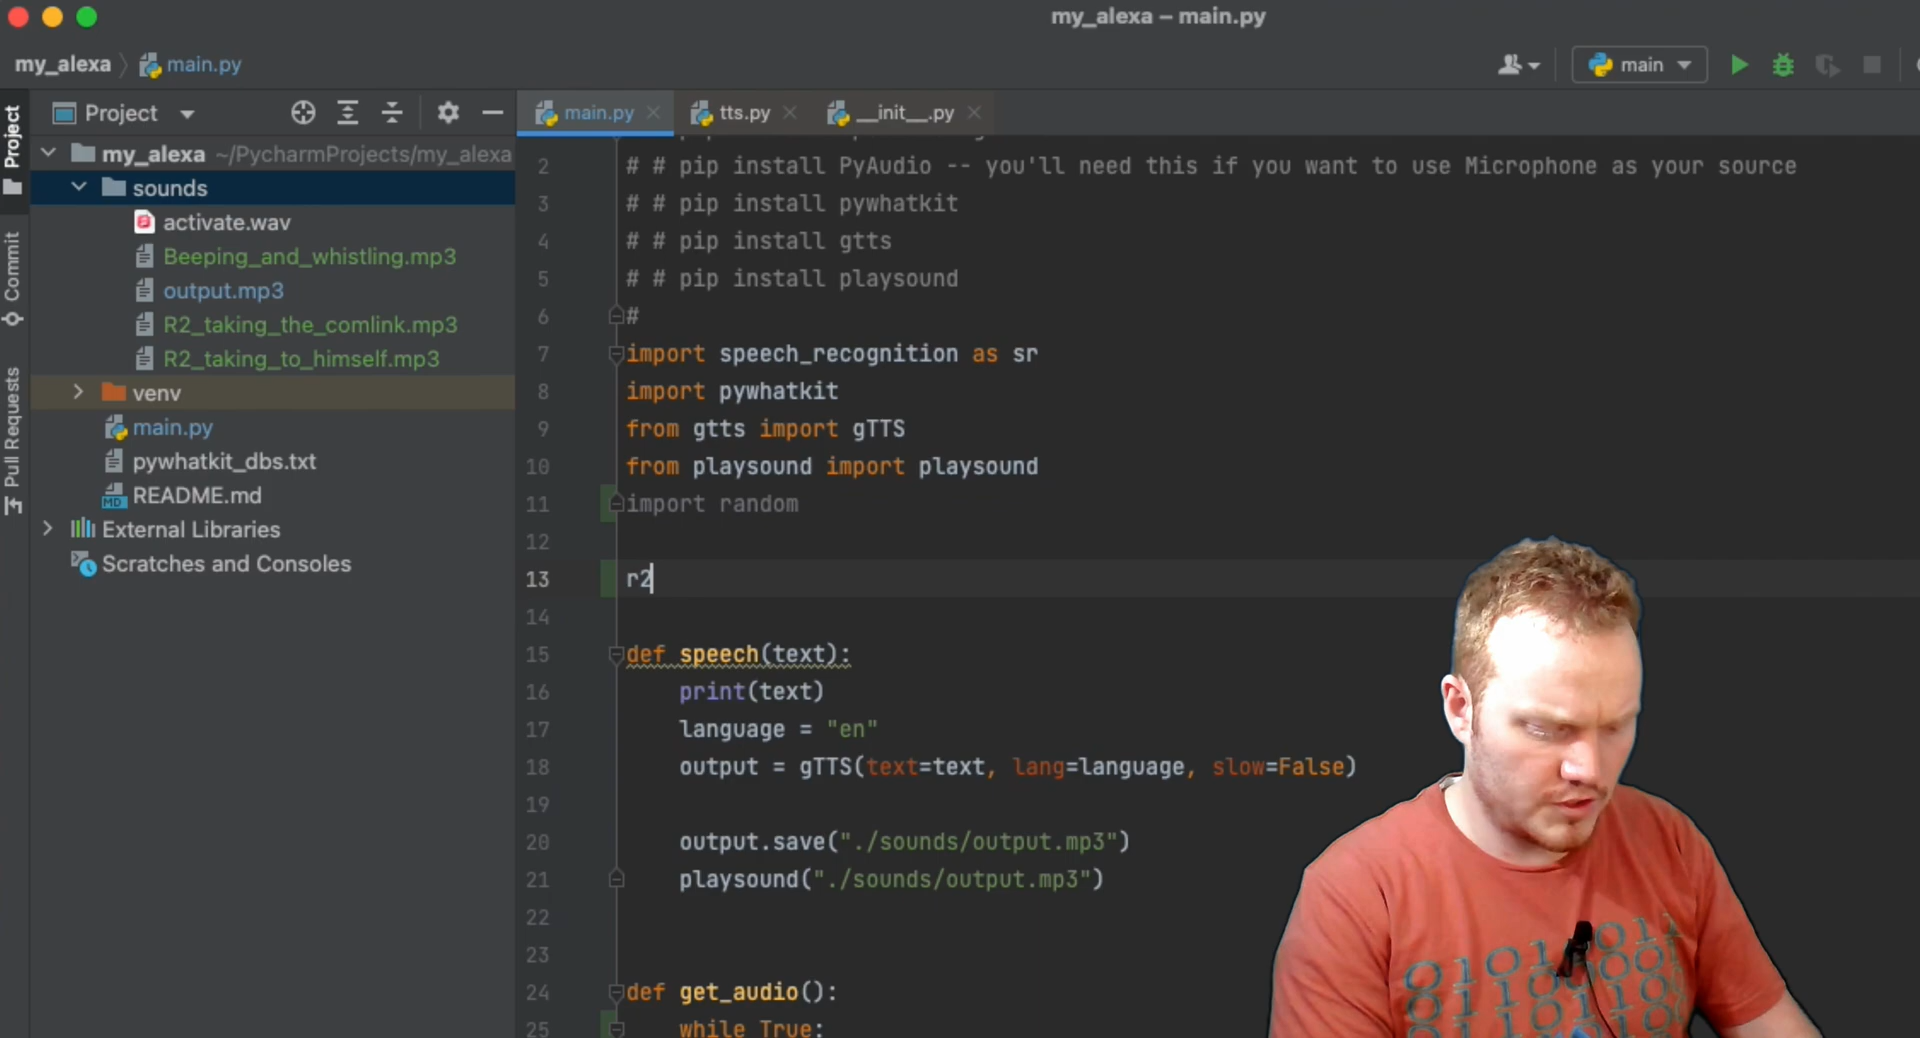 my_alexa – main.py
my_alexa
main.py
main
Project
main.py
tts.py
__init__.py
Project
Commit
Pull Requests
my_alexa ~/PycharmProjects/my_alexa
sounds
activate.wav
Beeping_and_whistling.mp3
output.mp3
R2_taking_the_comlink.mp3
R2_taking_to_himself.mp3
venv
main.py
pywhatkit_dbs.txt
MD README.md
External Libraries
Scratches and Consoles
2 # # pip install PyAudio -- you'll need this if you want to use Microphone as your source
3 # # pip install pywhatkit
4 # # pip install gtts
5 # # pip install playsound
6 #
7 import speech_recognition as sr
8 import pywhatkit
9 from gtts import gTTS
10 from playsound import playsound
11 import random
12
13 r2
14
15 def speech(text):
16 print(text)
17 language = "en"
18 output = gTTS(text=text, lang=language, slow=False)
19
20 output.save("./sounds/output.mp3")
21 playsound("./sounds/output.mp3")
22
23
24 def get_audio():
25 while True: